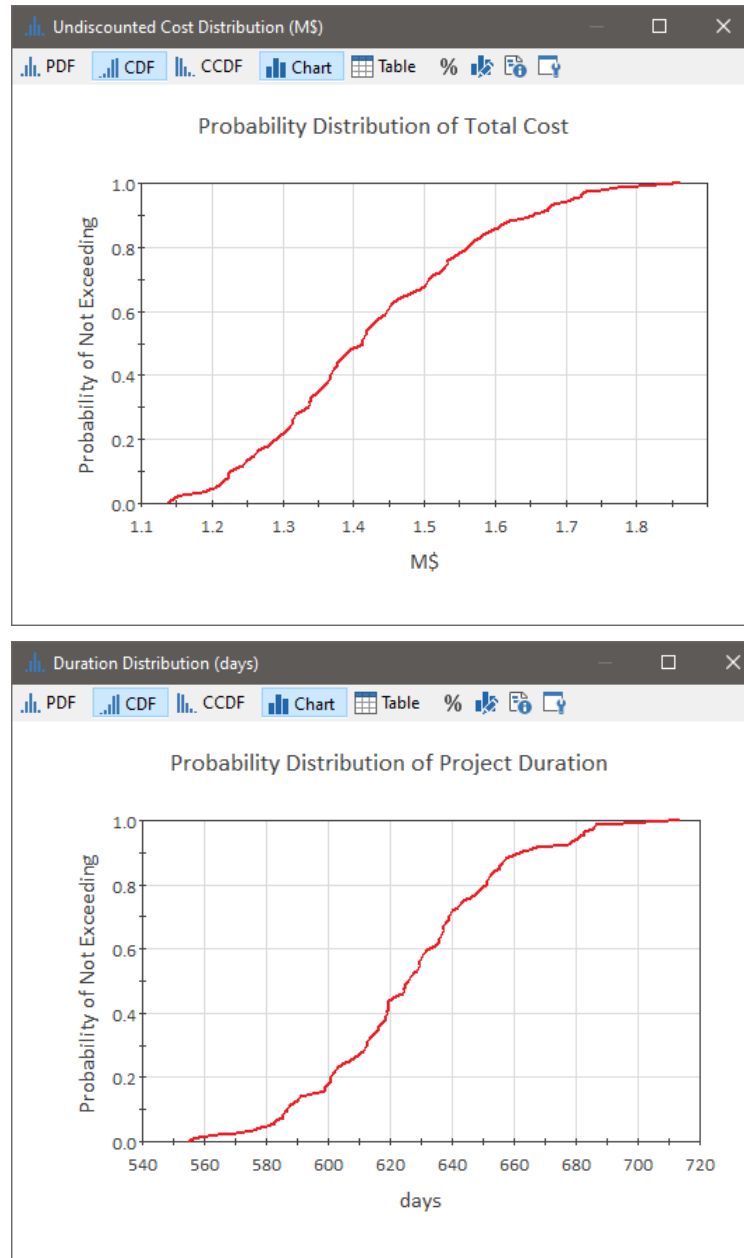 Undiscounted Cost Distribution (M$)
PDF CDF CCDF Chart Table %
Probability Distribution of Total Cost
Probability of Not Exceeding
1.0
0.8
0.6
0.4
0.2
0.0
1.1 1.2 1.3 1.4 1.5 1.6 1.7 1.8
M$
Duration Distribution (days)
PDF CDF CCDF Chart Table %
Probability Distribution of Project Duration
Probability of Not Exceeding
1.0
0.8
0.6
0.4
0.2
0.0
540 560 580 600 620 640 660 680 700 720
days